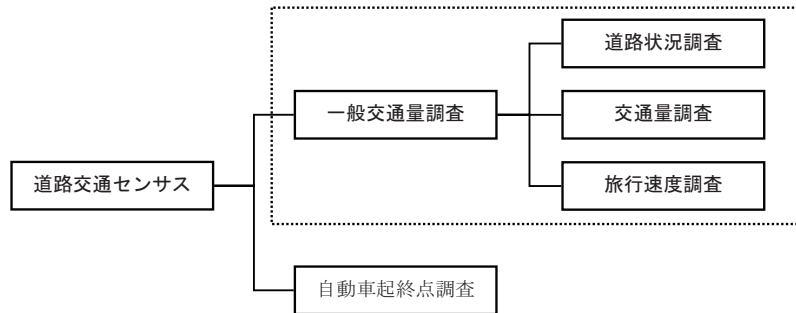 道路交通センサス
一般交通量調査
道路状況調査
交通量調査
旅行速度調査
自動車起終点調査